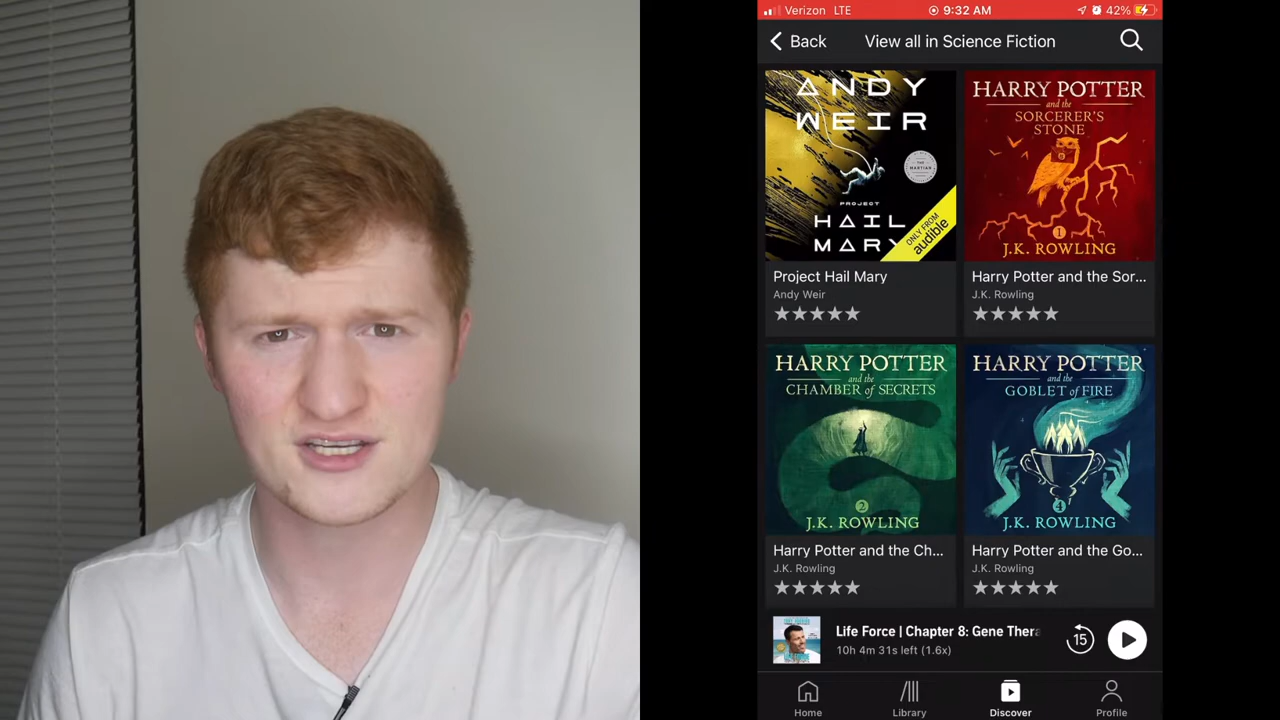 Verizon LTE 9:32 AM 42%
Back View all in Science Fiction
ANDY
WEIR
PROJECT
HAIL
MARY
ONLY FROM
audible
Project Hail Mary
Andy Weir
HARRY POTTER
and the
SORCERER'S
STONE
1
J.K. ROWLING
Harry Potter and the Sor...
J.K. Rowling
HARRY POTTER
and the
CHAMBER of SECRETS
2
J.K. ROWLING
Harry Potter and the Ch...
J.K. Rowling
HARRY POTTER
and the
GOBLET of FIRE
4
J.K. ROWLING
Harry Potter and the Go...
J.K. Rowling
Life Force | Chapter 8: Gene Thera
10h 4m 31s left (1.6x)
15
Home Library Discover Profile